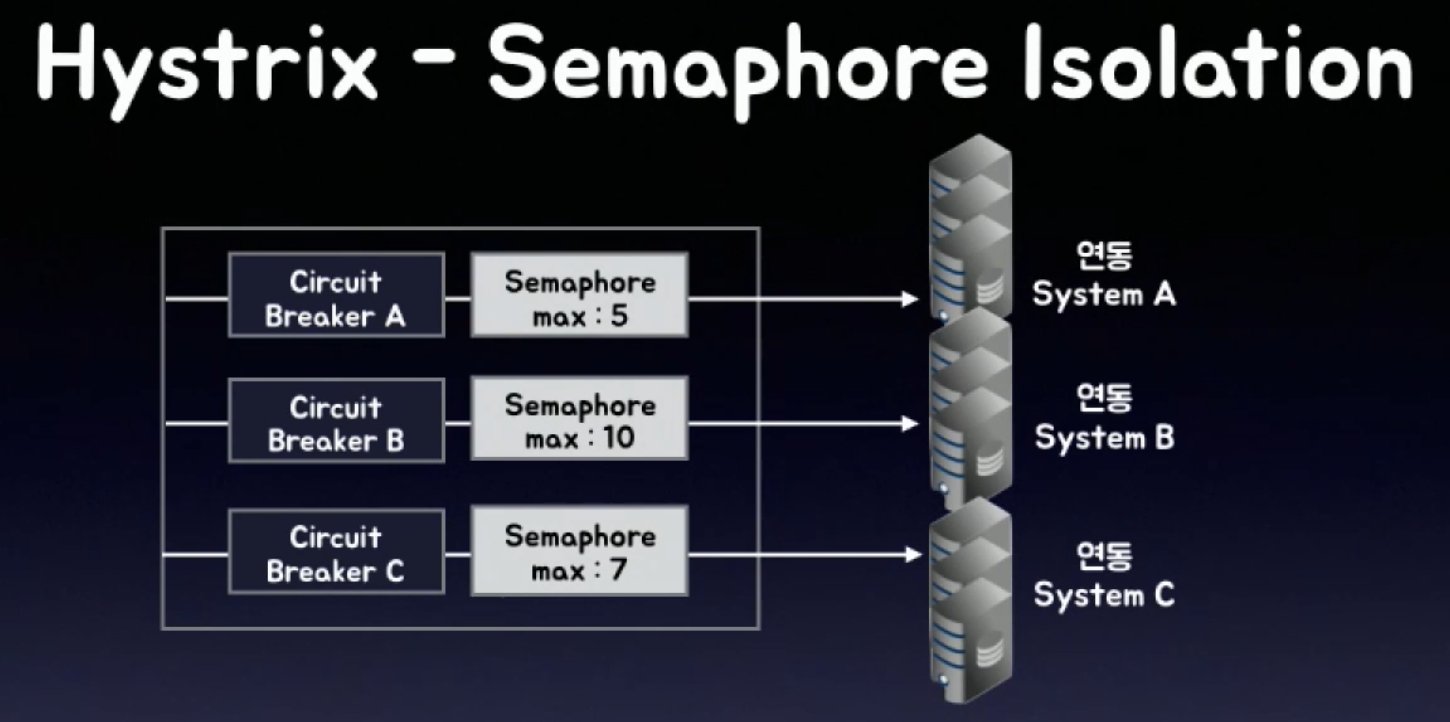 Hystrix - Semaphore Isolation
Circuit
Breaker A
Semaphore
max : 5
연동
System A
Circuit
Breaker B
Semaphore
max : 10
연동
System B
Circuit
Breaker C
Semaphore
max : 7
연동
System C